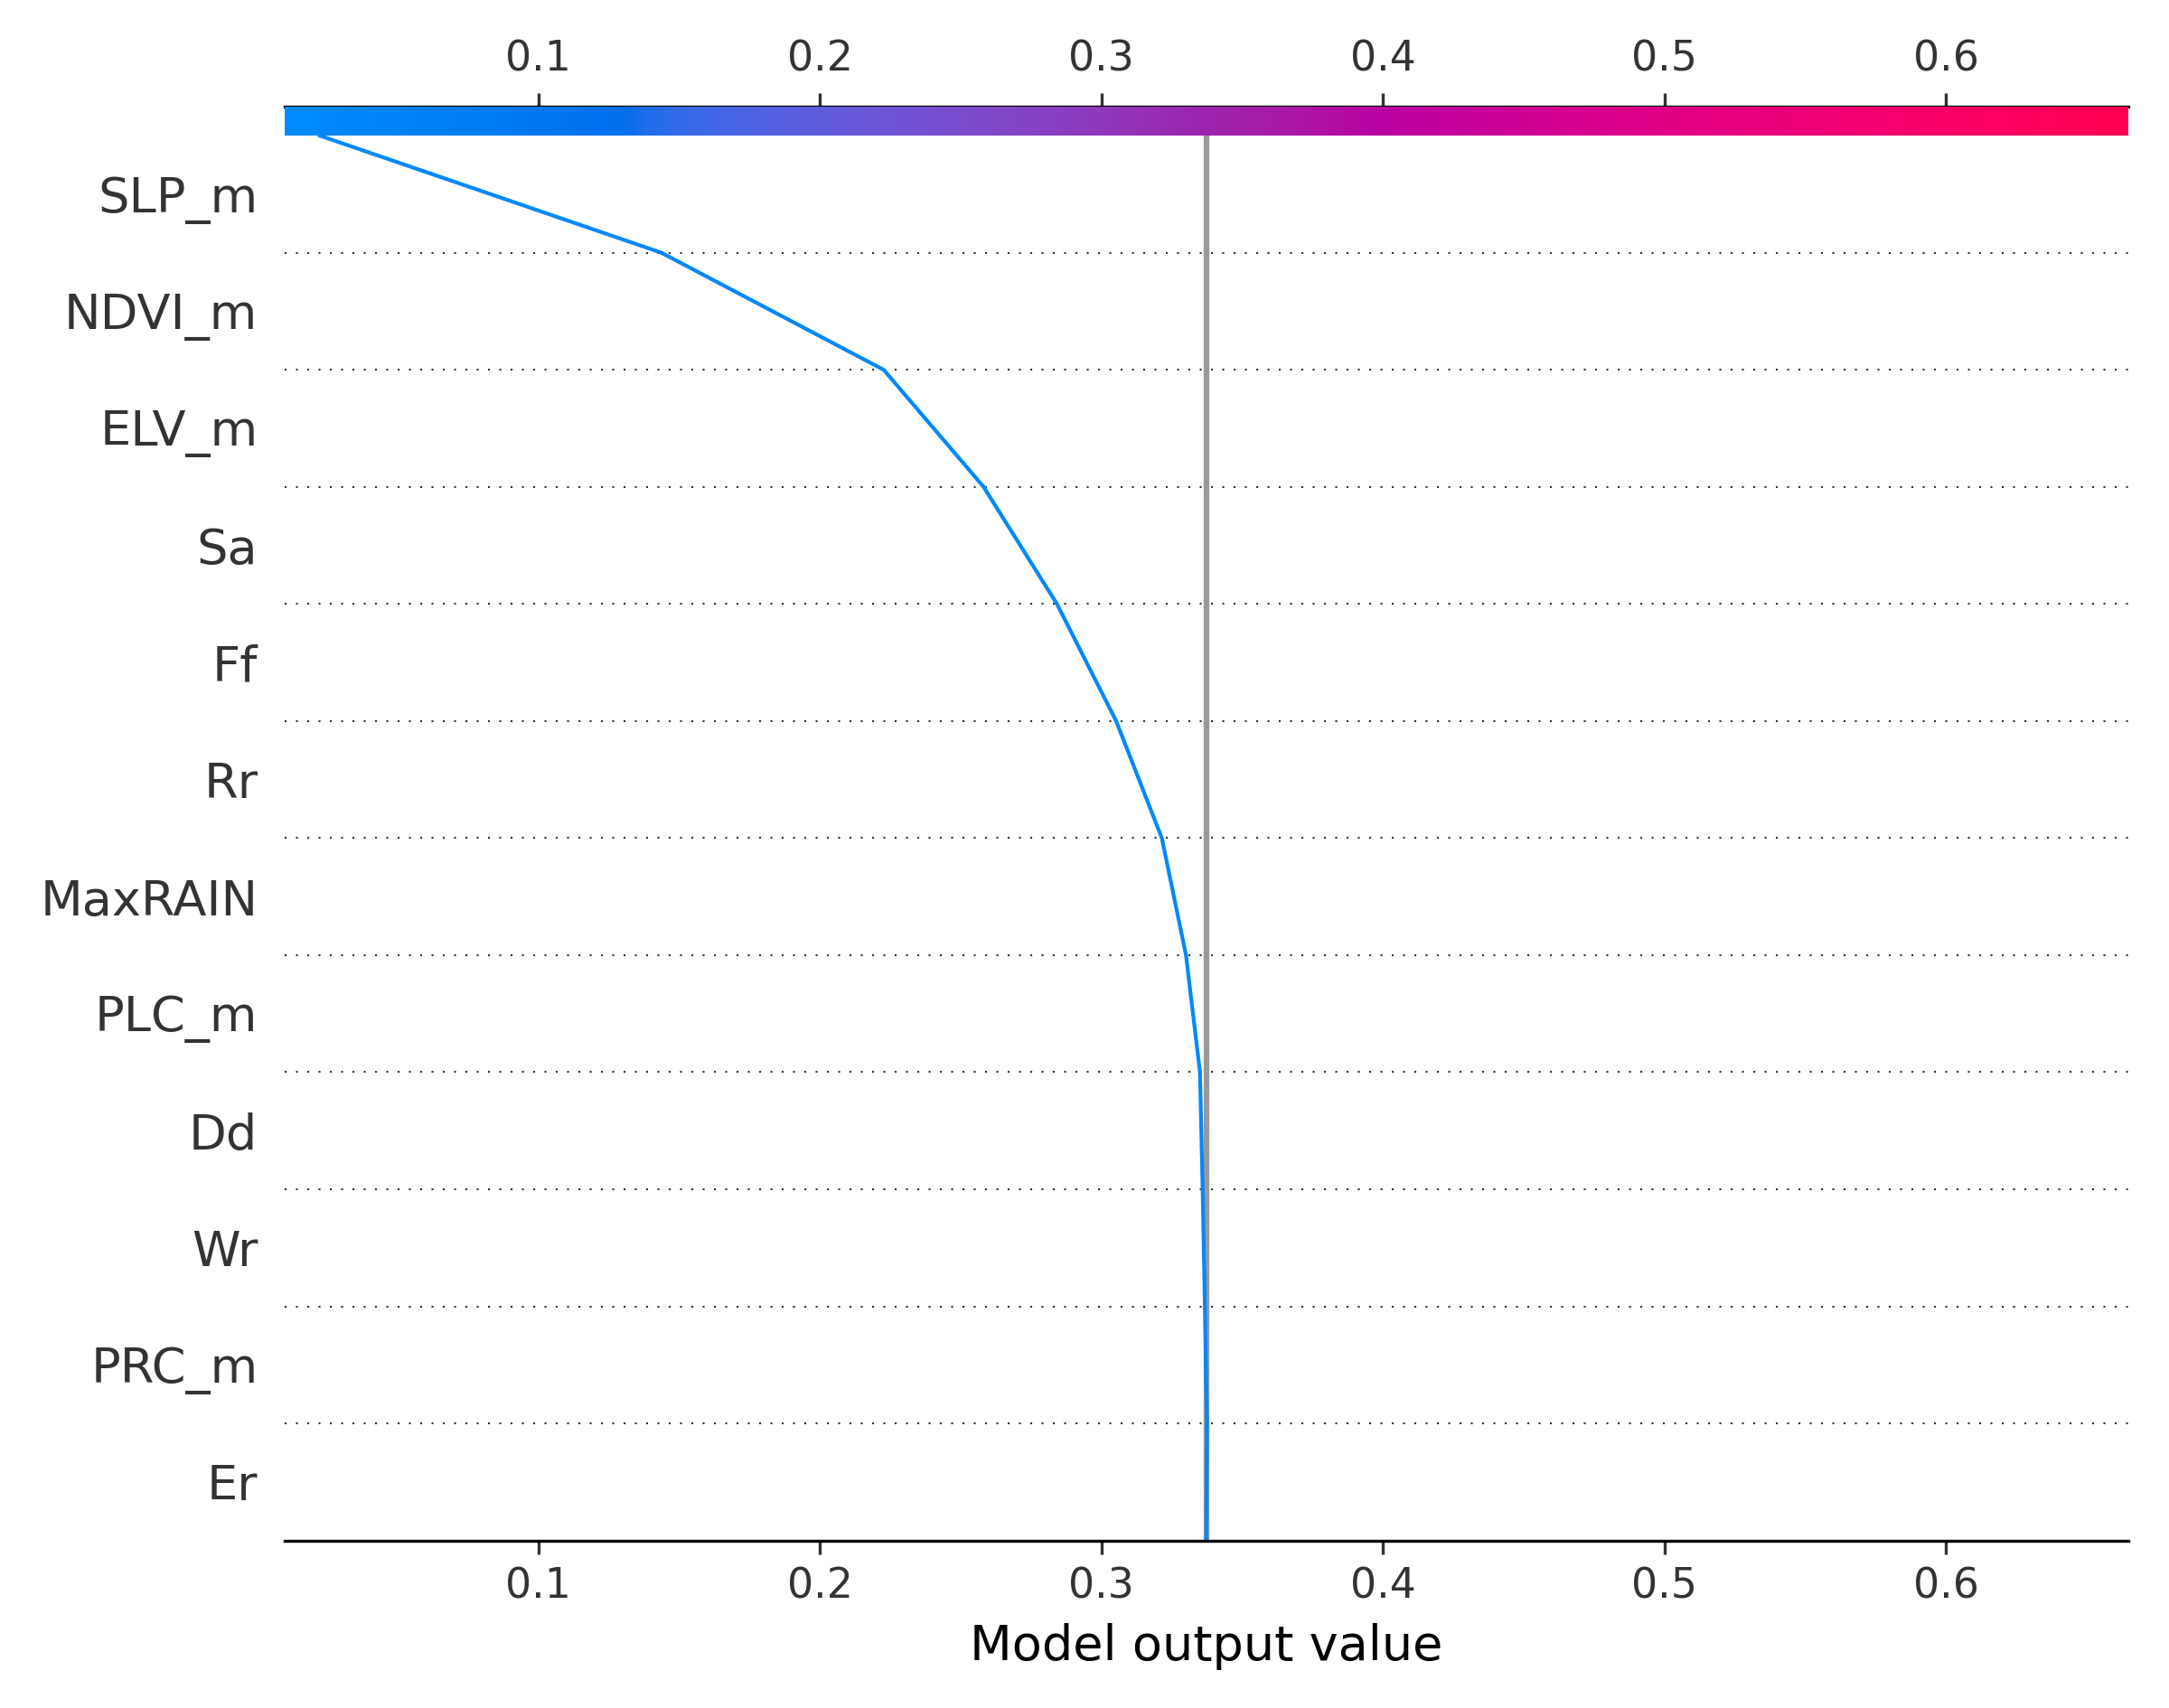 0.1 0.2 0.3 0.4 0.5 0.6
SLP_m
NDVI_m
ELV_m
Sa
Ff
Rr
MaxRAIN
PLC_m
Dd
Wr
PRC_m
Er
0.1 0.2 0.3 0.4 0.5 0.6
Model output value